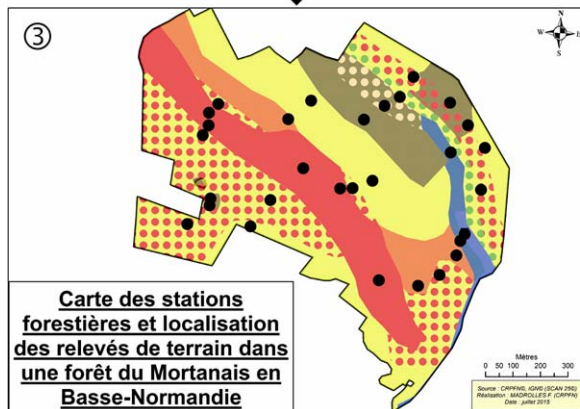 ③
N
W
E
S
Carte des stations
forestières et localisation
des relevés de terrain dans
une forêt du Mortanais en
Basse-Normandie
Mètres
0 50 100
200
300
Source : CRPFN©, IGN© (SCAN 25©)
Réalisation : MADROLLES F. (CRPFN)
Date : juillet 2015